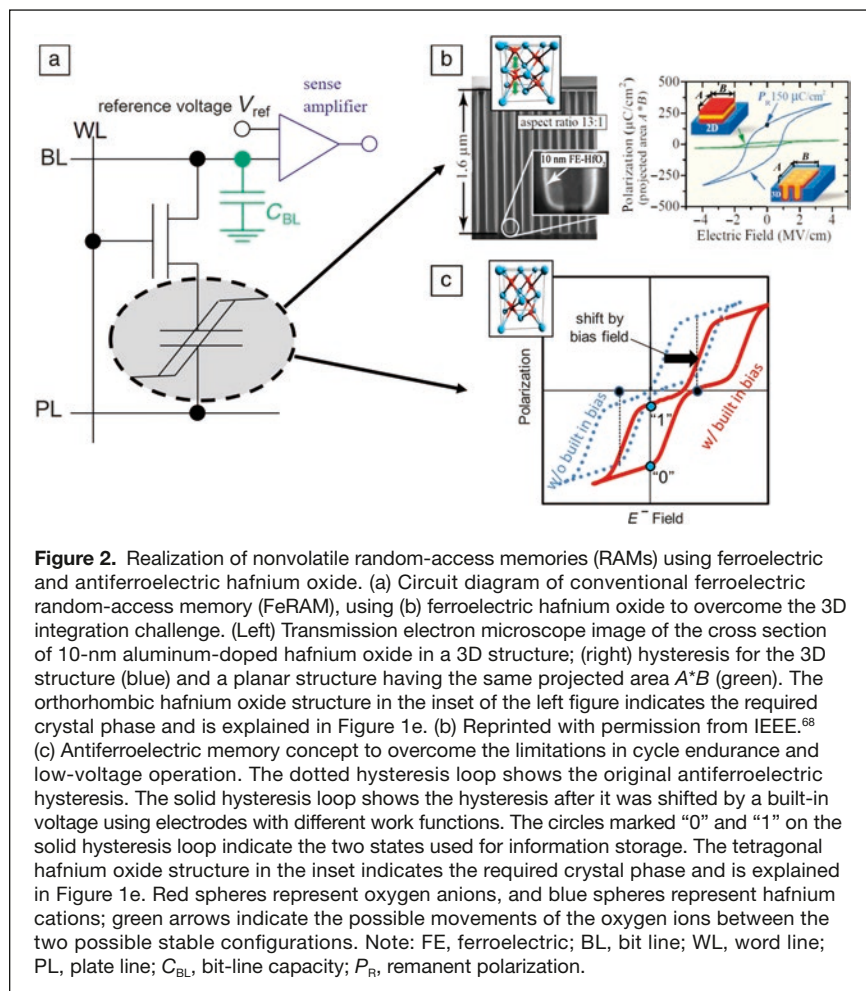 a
sense
amplifier
reference voltage Vref
WL
BL
CBL
PL
b
aspect ratio 13:1
1.6 μm
10 nm FE-HfO2
Polarization (μC/cm²
(projected area A*B)
500
250
0
-250
-500
A
B
2D
PR 150 μC/cm²
A
B
3D
-4 -2 0 2 4
Electric Field (MV/cm)
c
Polarization
shift by
bias field
w/o built in bias
w/ built in bias
"1"
"0"
E⁻ Field
Figure 2. Realization of nonvolatile random-access memories (RAMs) using ferroelectric
and antiferroelectric hafnium oxide. (a) Circuit diagram of conventional ferroelectric
random-access memory (FeRAM), using (b) ferroelectric hafnium oxide to overcome the 3D
integration challenge. (Left) Transmission electron microscope image of the cross section
of 10-nm aluminum-doped hafnium oxide in a 3D structure; (right) hysteresis for the 3D
structure (blue) and a planar structure having the same projected area A*B (green). The
orthorhombic hafnium oxide structure in the inset of the left figure indicates the required
crystal phase and is explained in Figure 1e. (b) Reprinted with permission from IEEE.⁶⁸
(c) Antiferroelectric memory concept to overcome the limitations in cycle endurance and
low-voltage operation. The dotted hysteresis loop shows the original antiferroelectric
hysteresis. The solid hysteresis loop shows the hysteresis after it was shifted by a built-in
voltage using electrodes with different work functions. The circles marked “0” and “1” on the
solid hysteresis loop indicate the two states used for information storage. The tetragonal
hafnium oxide structure in the inset indicates the required crystal phase and is explained
in Figure 1e. Red spheres represent oxygen anions, and blue spheres represent hafnium
cations; green arrows indicate the possible movements of the oxygen ions between the
two possible stable configurations. Note: FE, ferroelectric; BL, bit line; WL, word line;
PL, plate line; CBL, bit-line capacity; PR, remanent polarization.